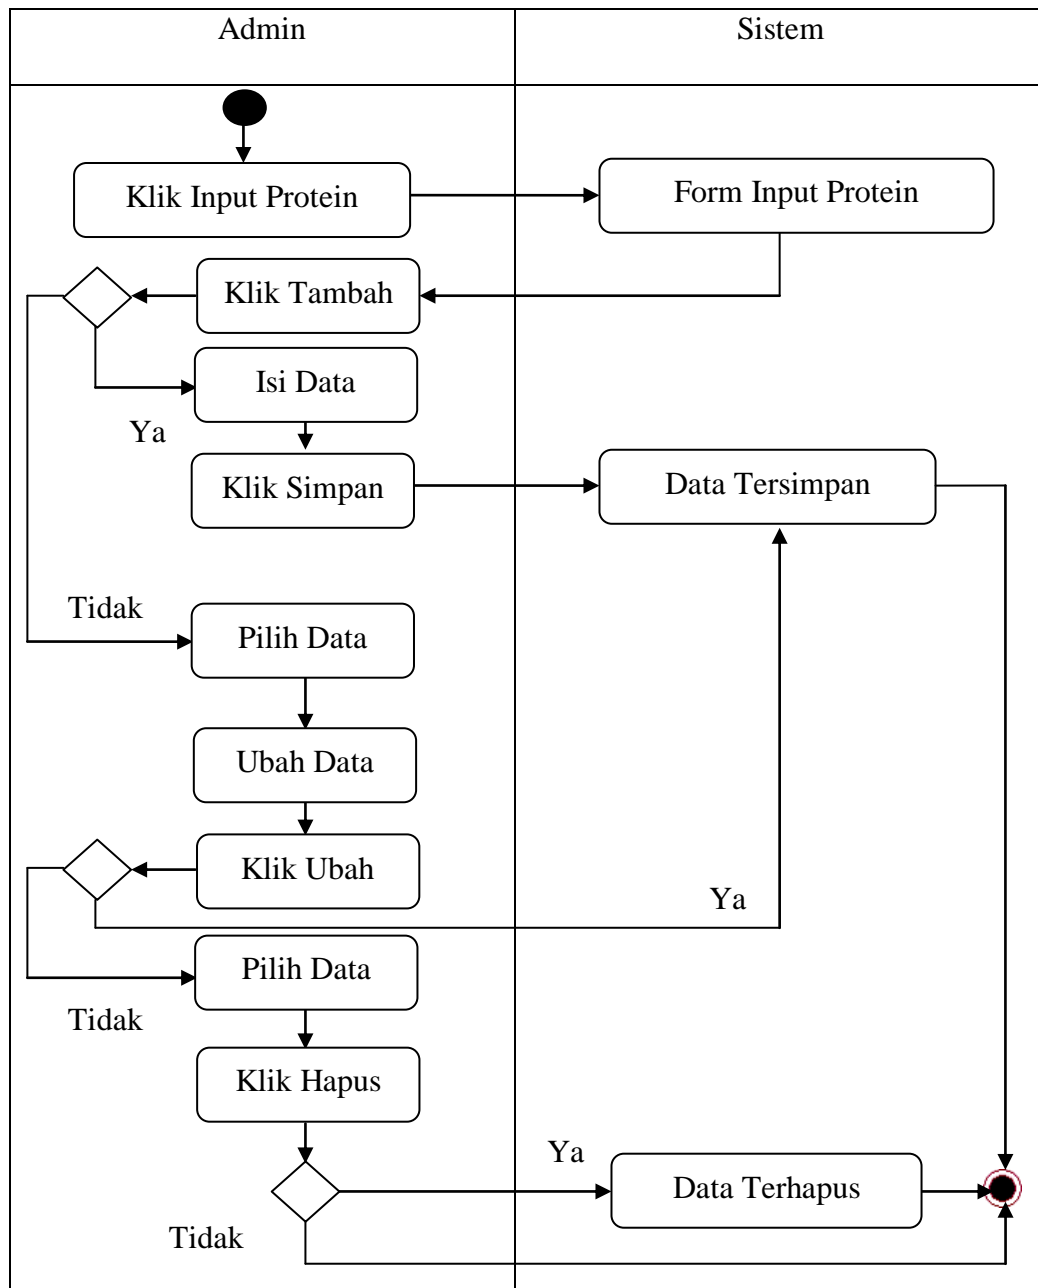 Admin
Sistem
Klik Input Protein
Form Input Protein
Klik Tambah
Isi Data
Ya
Klik Simpan
Data Tersimpan
Tidak
Pilih Data
Ubah Data
Klik Ubah
Ya
Pilih Data
Tidak
Klik Hapus
Ya
Data Terhapus
Tidak